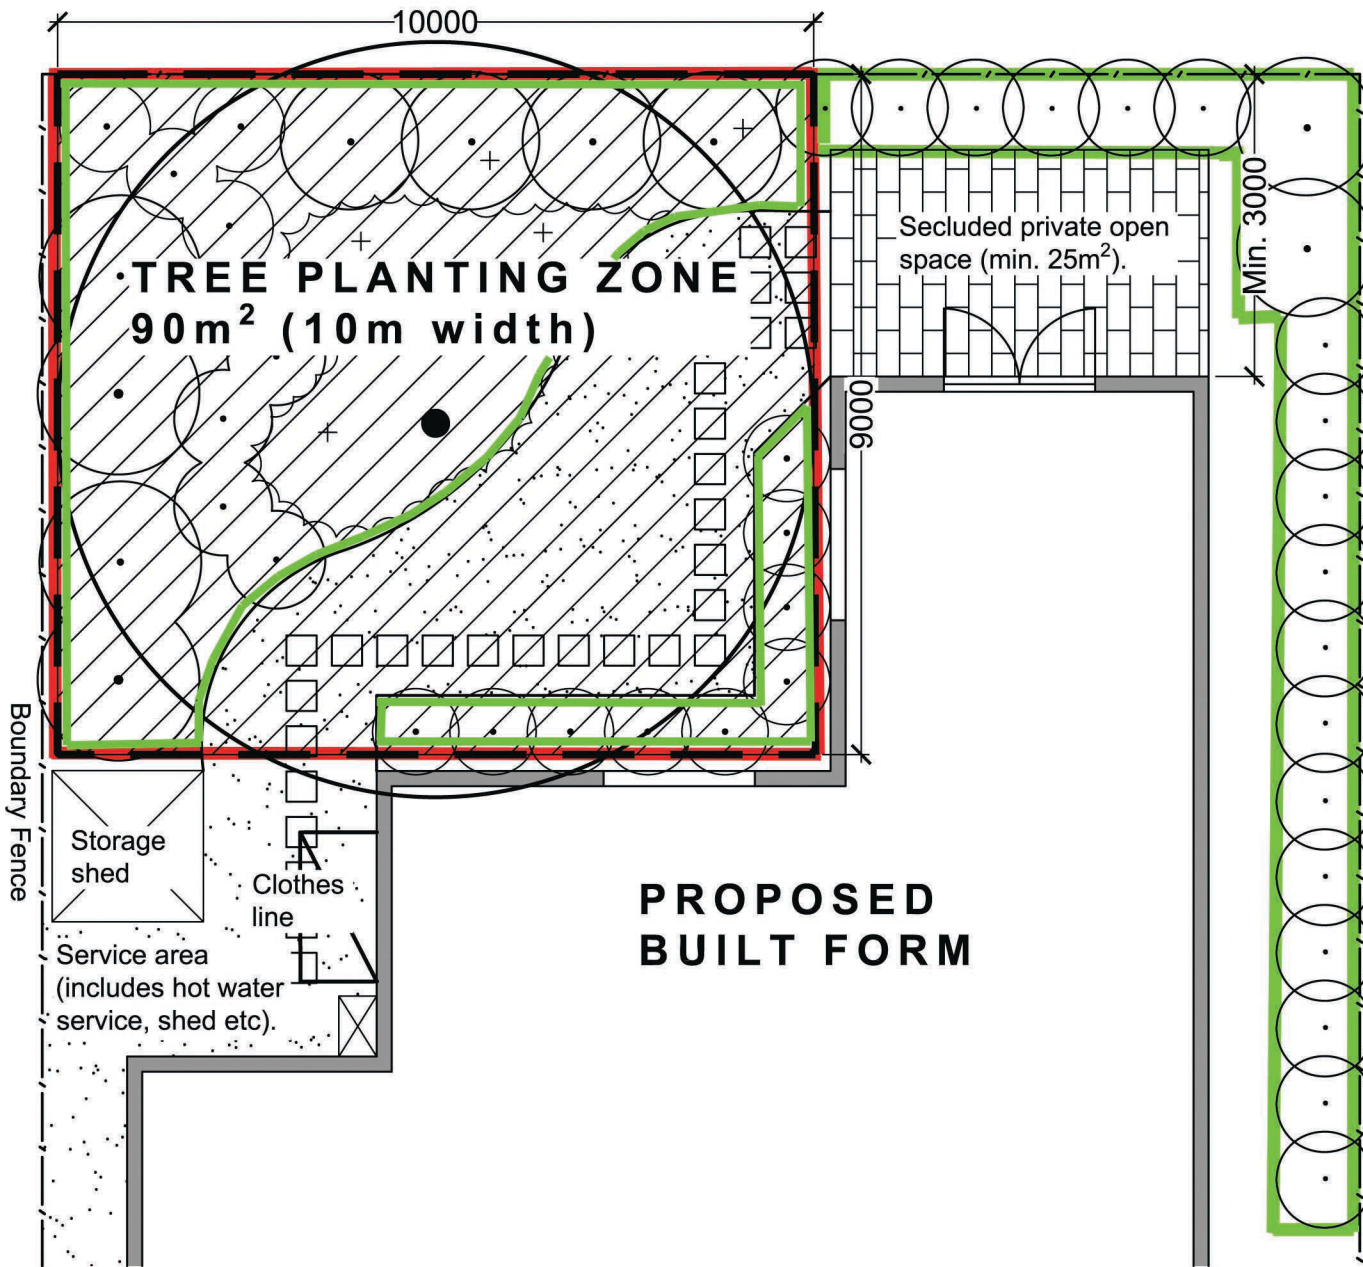 10000
Min. 3000
Secluded private open
space (min. 25m²).
TREE PLANTING ZONE
90m² (10m width)
9000
Boundary Fence
Storage
shed
Clothes
line
PROPOSED
BUILT FORM
Service area
(includes hot water
service, shed etc).